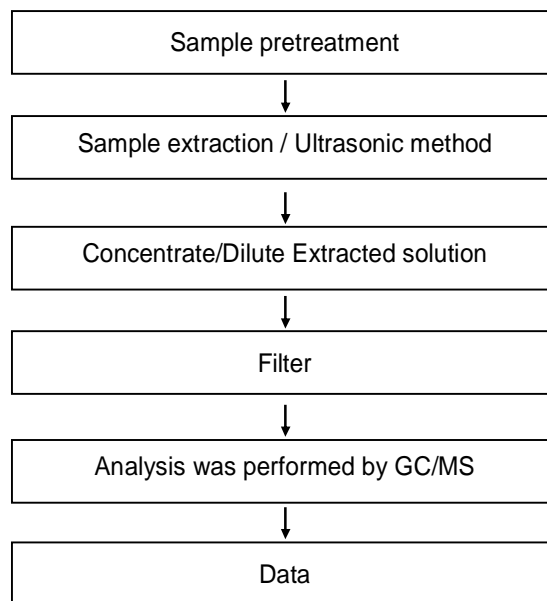 Sample pretreatment
Sample extraction / Ultrasonic method
Concentrate/Dilute Extracted solution
Filter
Analysis was performed by GC/MS
Data